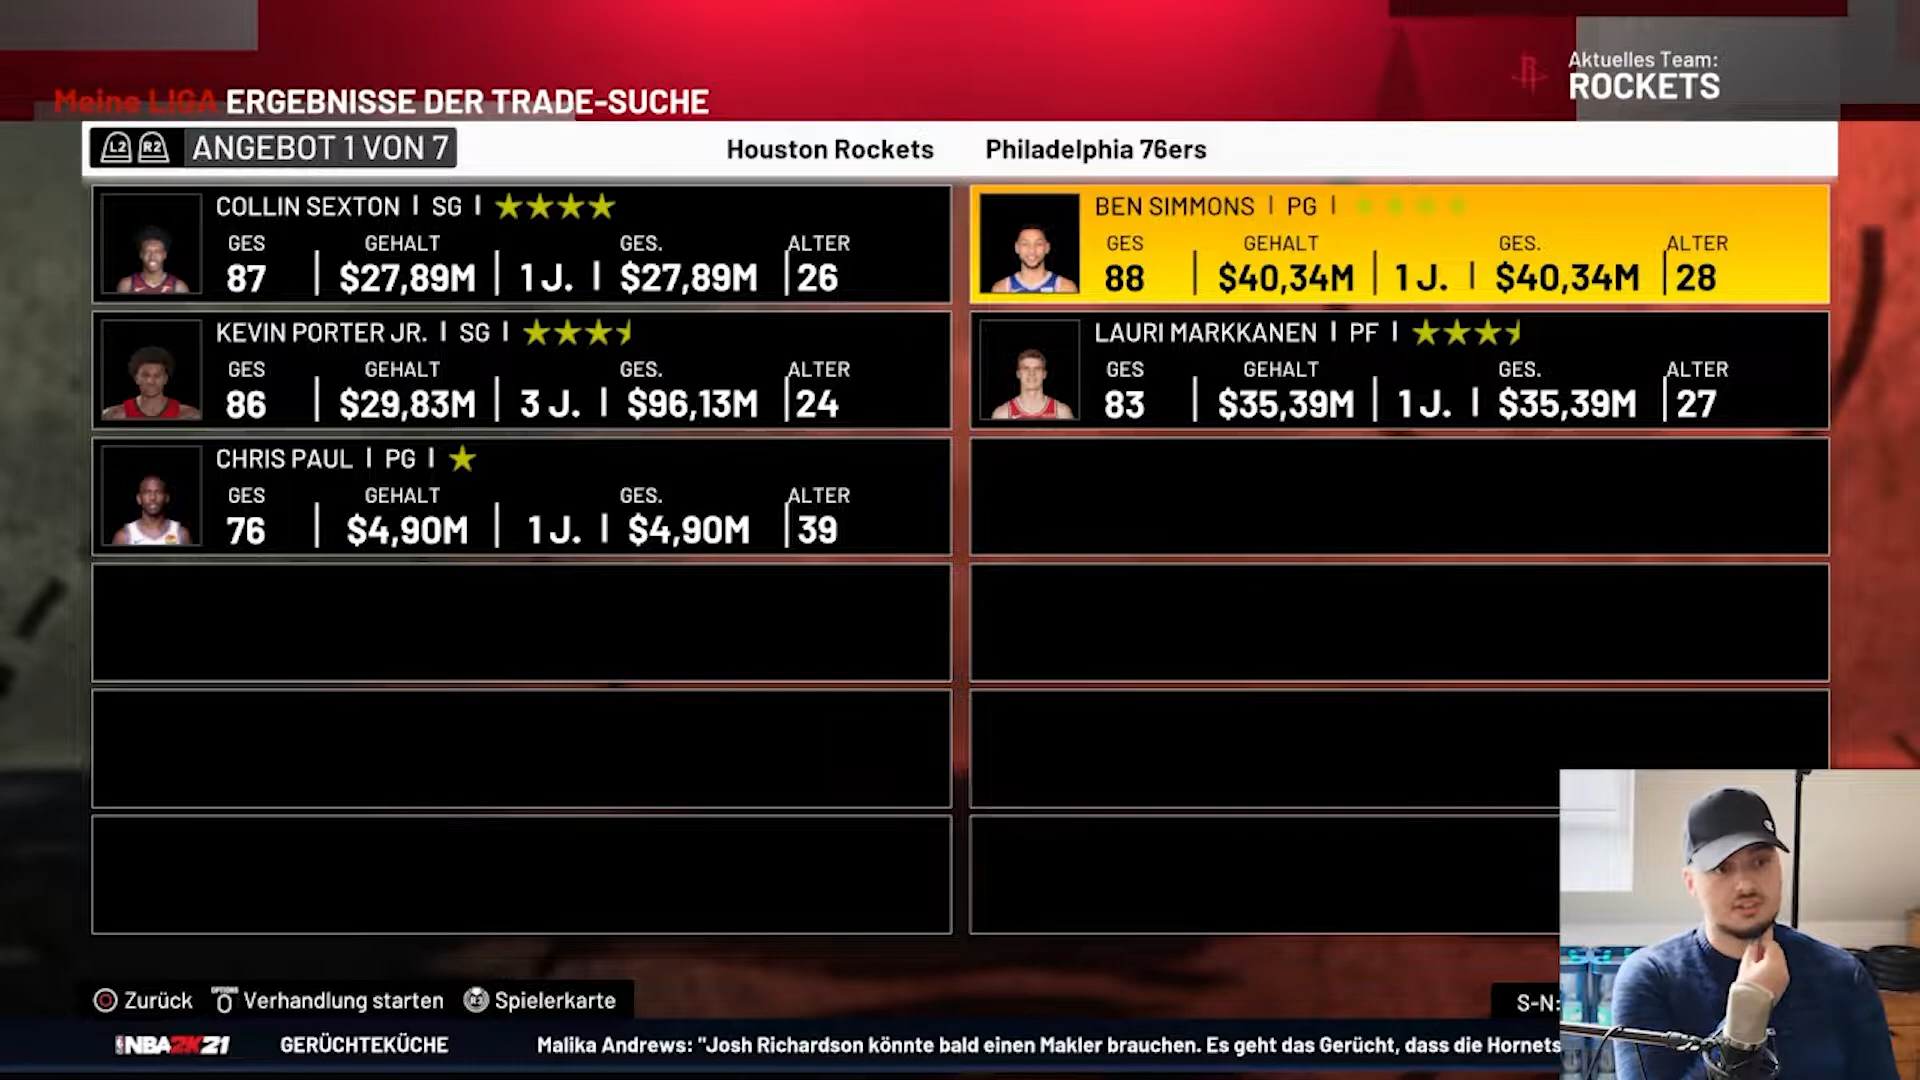 Aktuelles Team:
ROCKETS
Meine LIGA ERGEBNISSE DER TRADE-SUCHE
L2 R2 ANGEBOT 1 VON 7 Houston Rockets Philadelphia 76ers
COLLIN SEXTON | SG |
GES GEHALT GES. ALTER
87 $27,89M 1 J. $27,89M 26
BEN SIMMONS | PG |
GES GEHALT GES. ALTER
88 $40,34M 1 J. $40,34M 28
KEVIN PORTER JR. | SG |
GES GEHALT GES. ALTER
86 $29,83M 3 J. $96,13M 24
LAURI MARKKANEN | PF |
GES GEHALT GES. ALTER
83 $35,39M 1 J. $35,39M 27
CHRIS PAUL | PG |
GES GEHALT GES. ALTER
76 $4,90M 1 J. $4,90M 39
Zurück OPTIONS Verhandlung starten R3 Spielerkarte
S-N:
NBA2K21 GERÜCHTEKÜCHE Malika Andrews: "Josh Richardson könnte bald einen Makler brauchen. Es geht das Gerücht, dass die Hornets